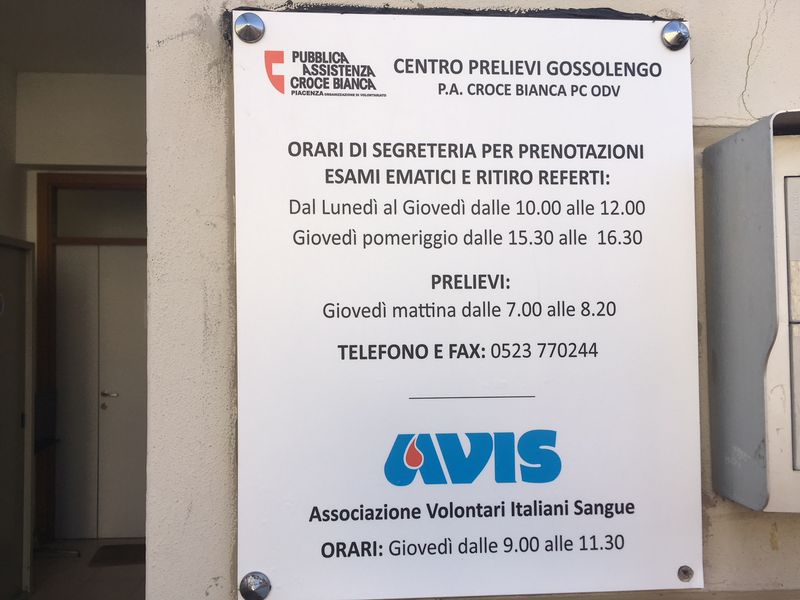 PUBBLICA
ASSISTENZA
CROCE BIANCA
PIACENZA ORGANIZZAZIONE DI VOLONTARIATO
CENTRO PRELIEVI GOSSOLENGO
P.A. CROCE BIANCA PC ODV
ORARI DI SEGRETERIA PER PRENOTAZIONI
ESAMI EMATICI E RITIRO REFERTI:
Dal Lunedì al Giovedì dalle 10.00 alle 12.00
Giovedì pomeriggio dalle 15.30 alle 16.30
PRELIEVI:
Giovedì mattina dalle 7.00 alle 8.20
TELEFONO E FAX: 0523 770244
AVIS
Associazione Volontari Italiani Sangue
ORARI: Giovedì dalle 9.00 alle 11.30